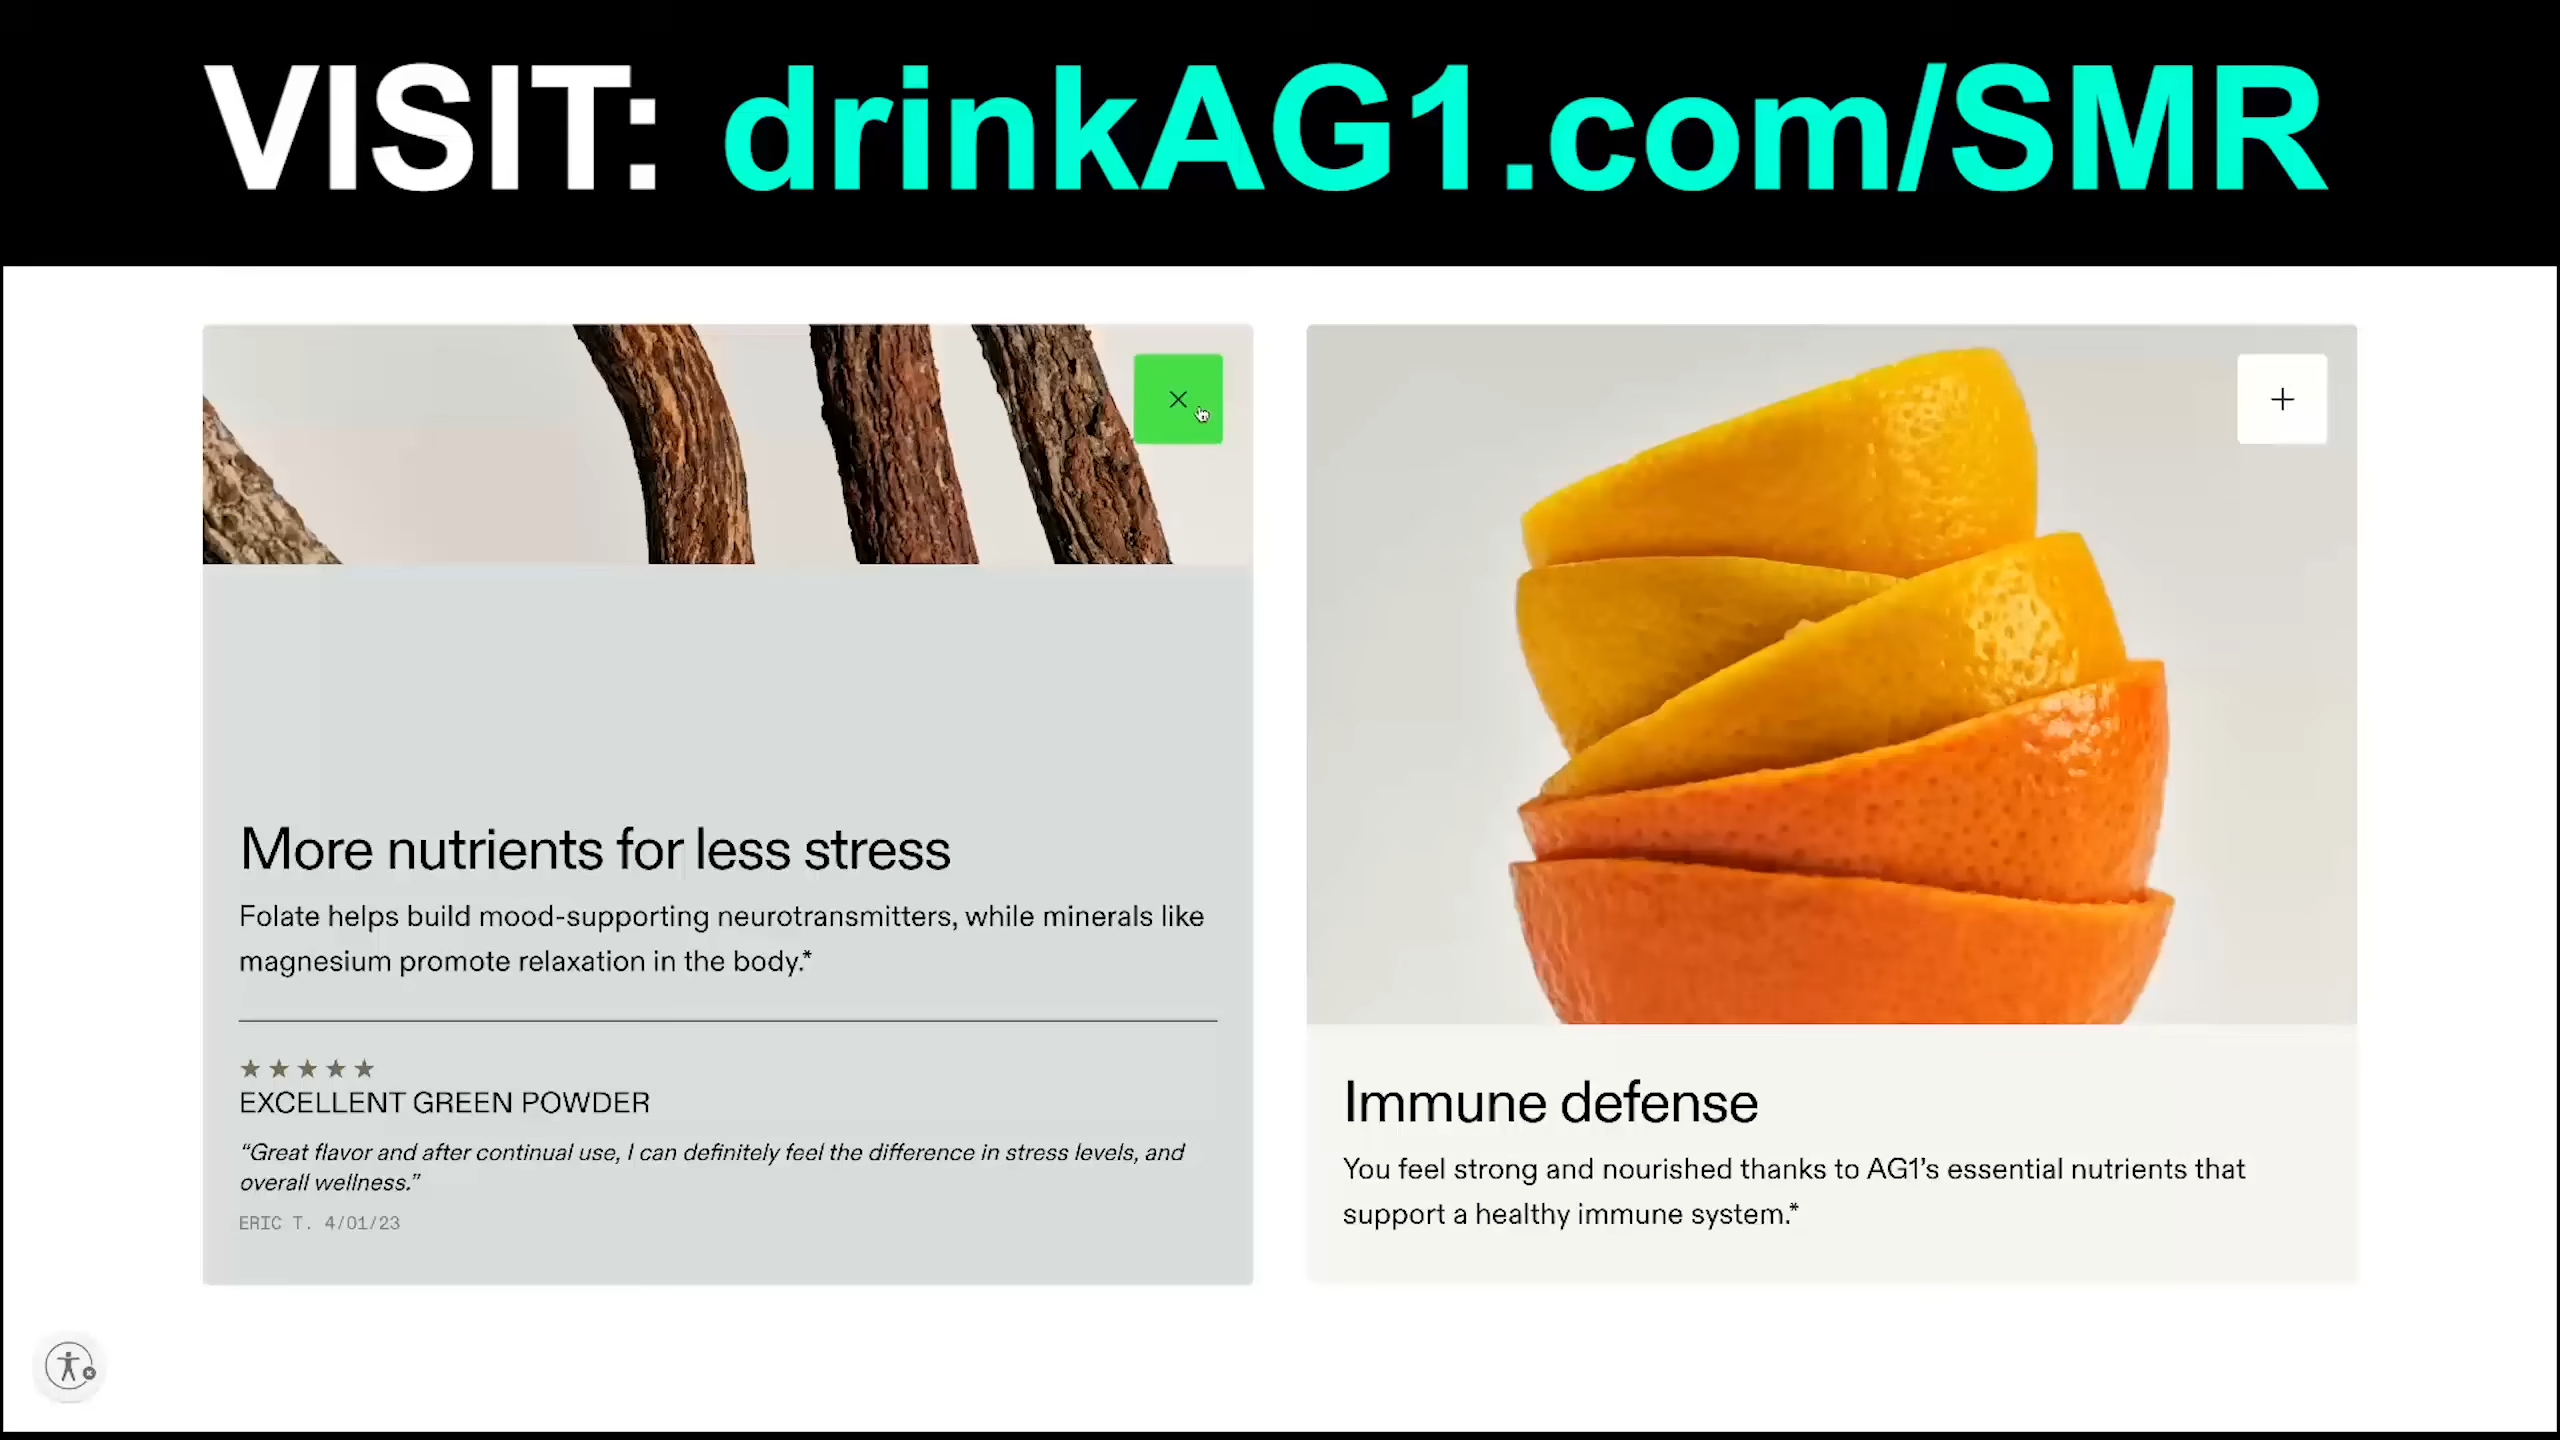 VISIT: drinkAG1.com/SMR
More nutrients for less stress
Folate helps build mood-supporting neurotransmitters, while minerals like
magnesium promote relaxation in the body.*
★★★★★
EXCELLENT GREEN POWDER
“Great flavor and after continual use, I can definitely feel the difference in stress levels, and
overall wellness.”
ERIC T. 4/01/23
Immune defense
You feel strong and nourished thanks to AG1’s essential nutrients that
support a healthy immune system.*